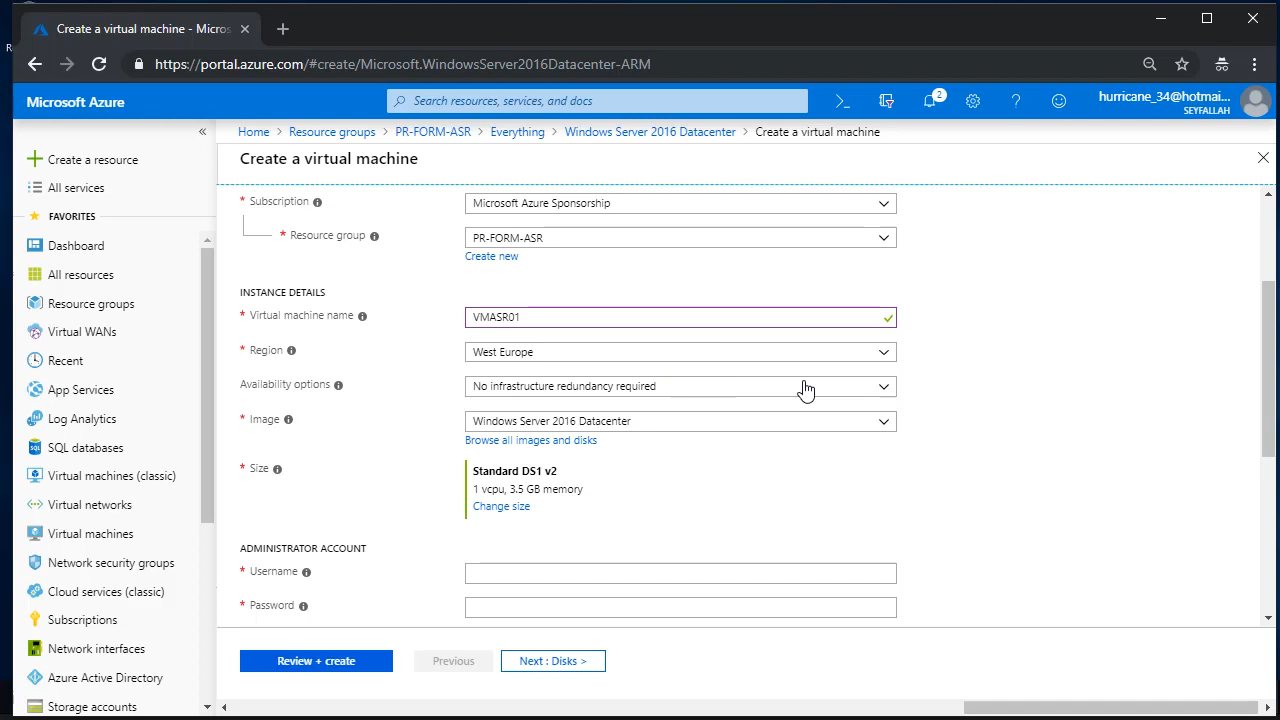 Create a virtual machine - Micros
https://portal.azure.com/#create/Microsoft.WindowsServer2016Datacenter-ARM
Microsoft Azure
Search resources, services, and docs
2
hurricane_34@hotmai...
SEYFALLAH
Home > Resource groups > PR-FORM-ASR > Everything > Windows Server 2016 Datacenter > Create a virtual machine
Create a virtual machine
Create a resource
All services
FAVORITES
Dashboard
All resources
Resource groups
Virtual WANs
Recent
App Services
Log Analytics
SQL databases
Virtual machines (classic)
Virtual networks
Virtual machines
Network security groups
Cloud services (classic)
Subscriptions
Network interfaces
Azure Active Directory
Storage accounts
* Subscription
Microsoft Azure Sponsorship
* Resource group
PR-FORM-ASR
Create new
INSTANCE DETAILS
* Virtual machine name
VMASR01
* Region
West Europe
Availability options
No infrastructure redundancy required
* Image
Windows Server 2016 Datacenter
Browse all images and disks
* Size
Standard DS1 v2
1 vcpu, 3.5 GB memory
Change size
ADMINISTRATOR ACCOUNT
* Username
* Password
Review + create
Previous
Next : Disks >